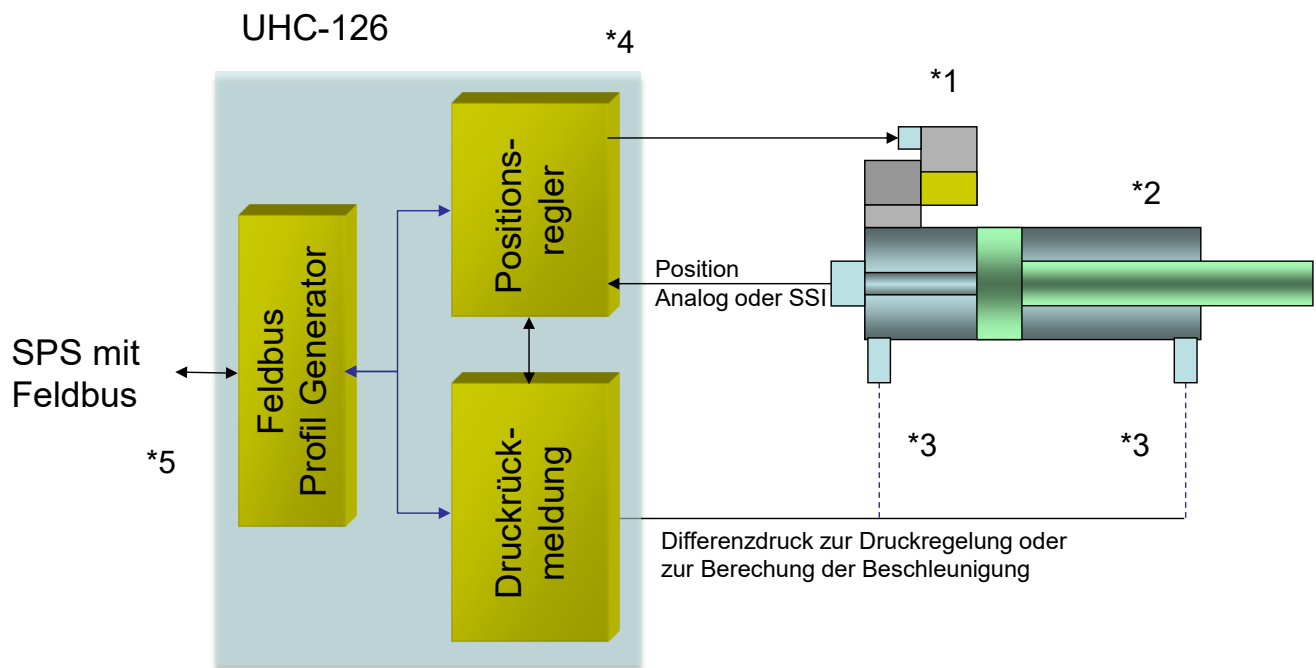 UHC-126
*4
*1
*2
Positions-
regler
Feldbus
Profil Generator
Position
Analog oder SSI
SPS mit
Feldbus
*5
Druckrück-
meldung
*3
*3
Differenzdruck zur Druckregelung oder
zur Berechung der Beschleunigung